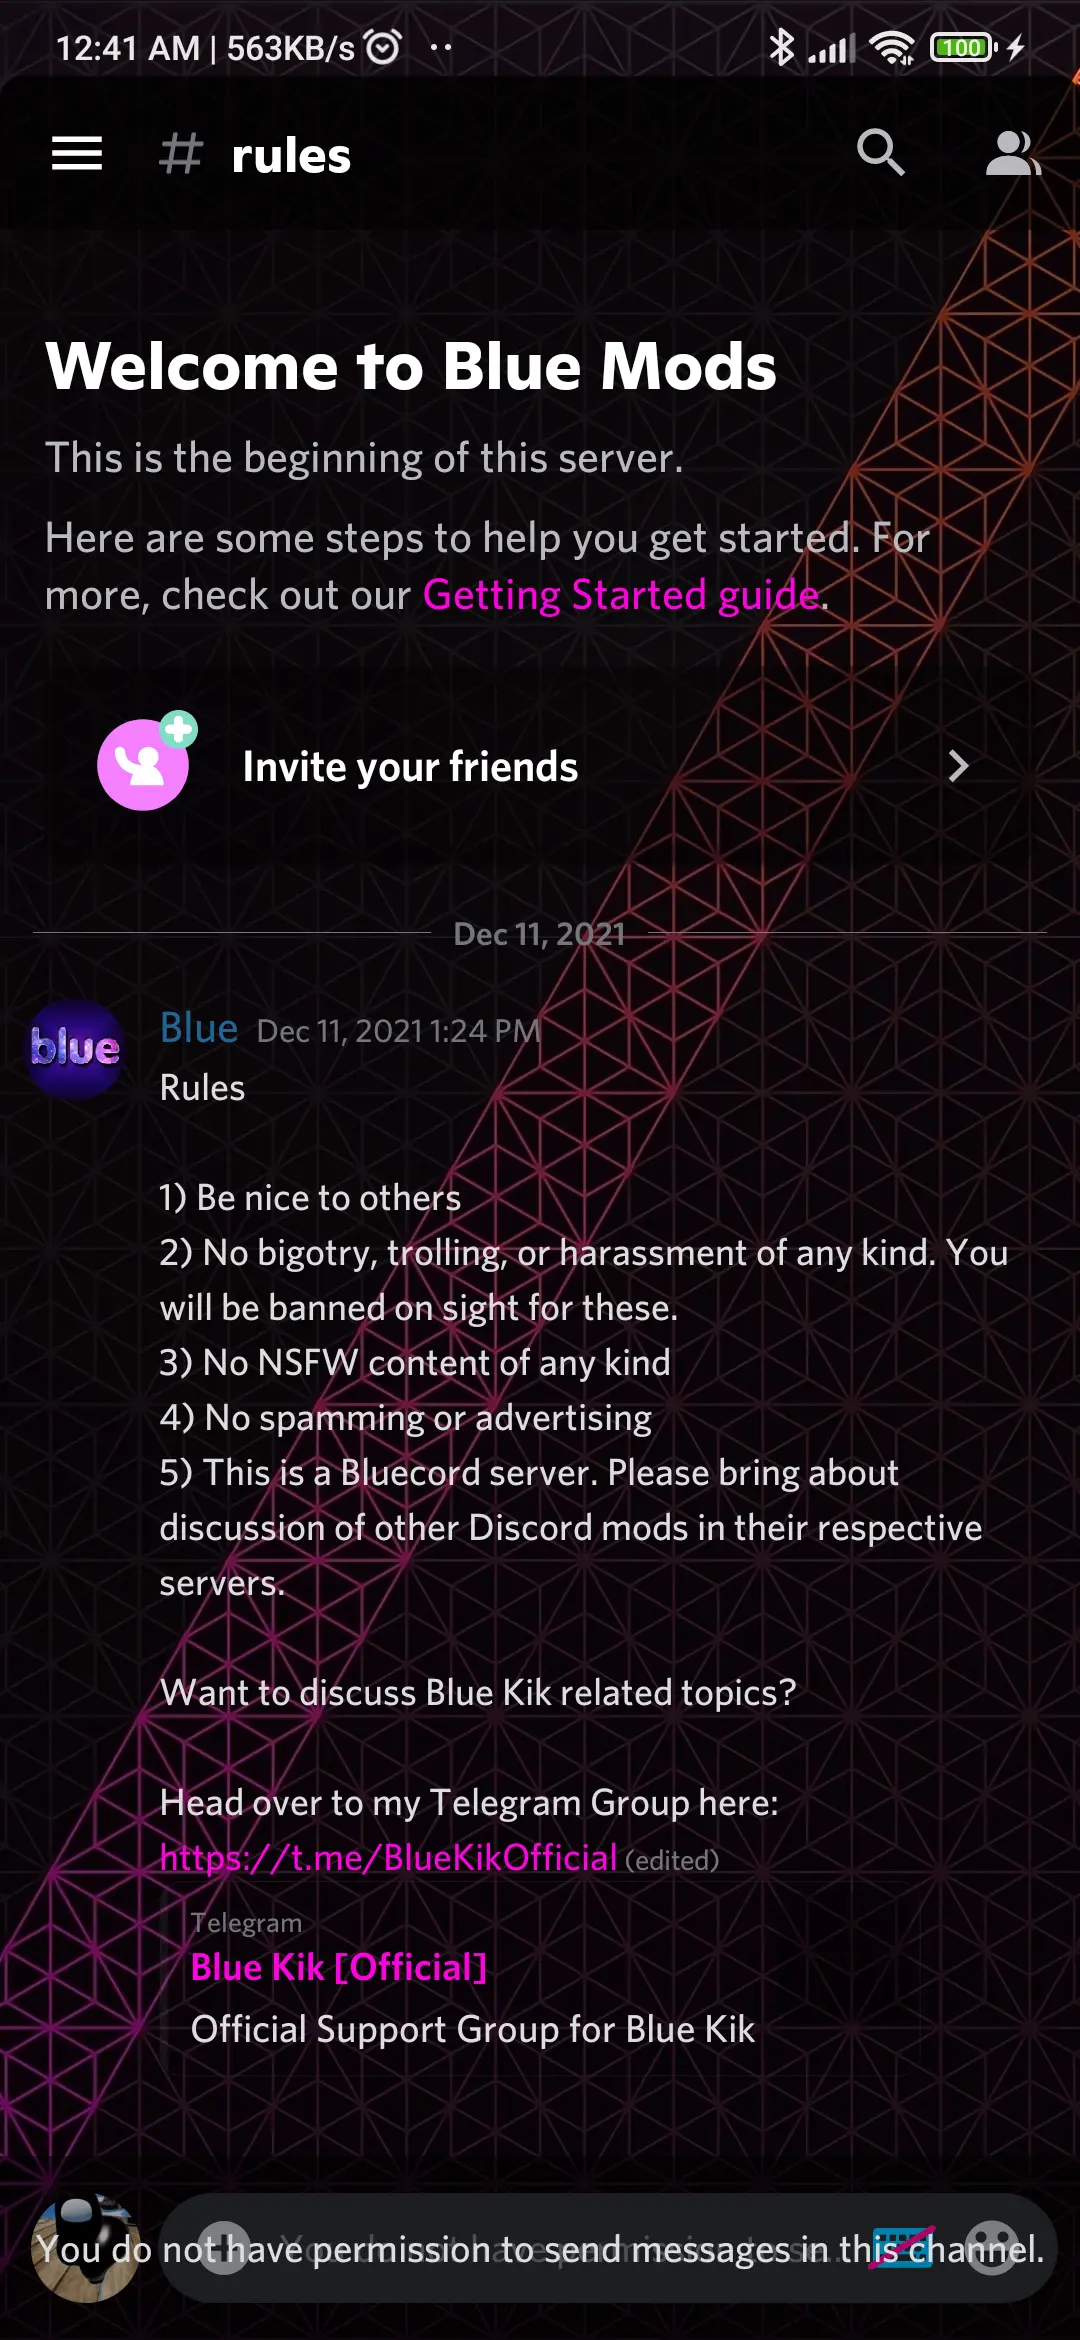 12:41 AM | 563KB/s
100
# rules
Welcome to Blue Mods
This is the beginning of this server.
Here are some steps to help you get started. For
more, check out our Getting Started guide.
Invite your friends
Dec 11, 2021
blue
Blue Dec 11, 2021 1:24 PM
Rules
1) Be nice to others
2) No bigotry, trolling, or harassment of any kind. You
will be banned on sight for these.
3) No NSFW content of any kind
4) No spamming or advertising
5) This is a Bluecord server. Please bring about
discussion of other Discord mods in their respective
servers.
Want to discuss Blue Kik related topics?
Head over to my Telegram Group here:
https://t.me/BlueKikOfficial (edited)
Telegram
Blue Kik [Official]
Official Support Group for Blue Kik
You do not have permission to send messages in this channel.